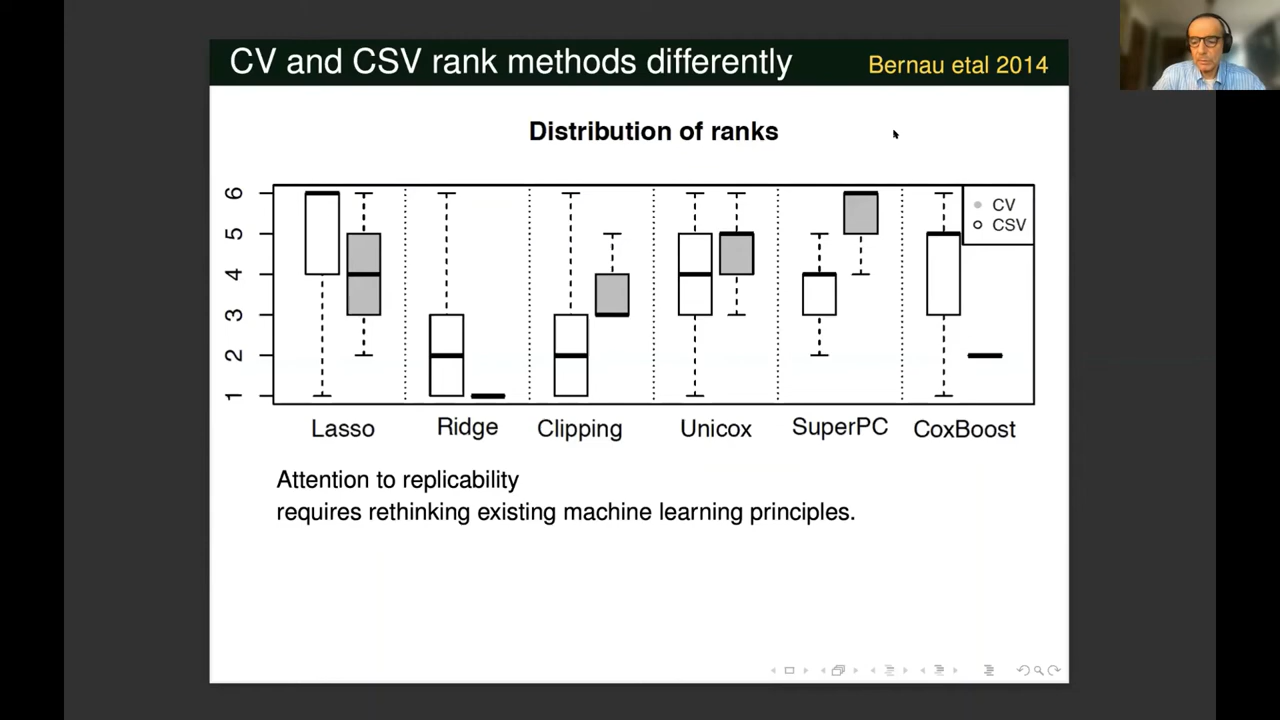 CV and CSV rank methods differently
Bernau etal 2014
Distribution of ranks
6
5
4
3
2
1
CV
CSV
Lasso
Ridge
Clipping
Unicox
SuperPC
CoxBoost
Attention to replicability
requires rethinking existing machine learning principles.